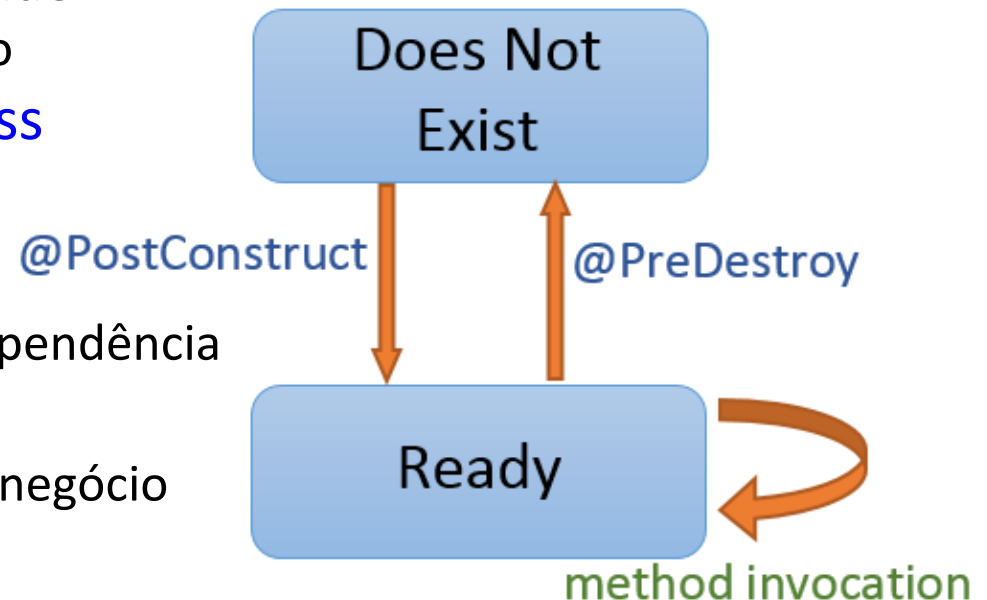 Does Not
o
Exist
ss
@PostConstruct
@PreDestroy
pendência
Ready
negócio
method invocation